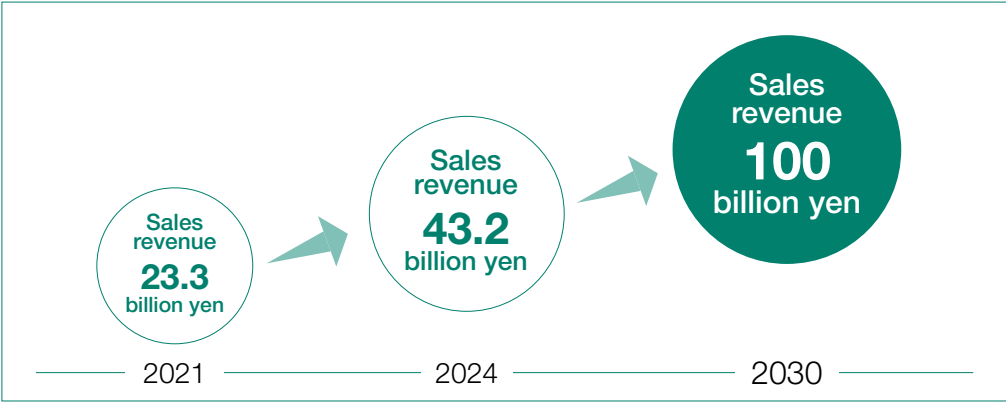 Sales
revenue
23.3
billion yen
Sales
revenue
43.2
billion yen
Sales
revenue
100
billion yen
2021
2024
2030